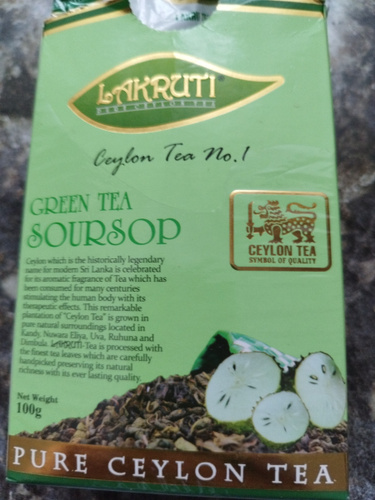 LAKRUTI
PURE CEYLON TEA
Ceylon Tea No.1
GREEN TEA
SOURSOP
CEYLON TEA
SYMBOL OF QUALITY
Ceylon which is the historically legendary
name for modern Sri Lanka is celebrated
for its aromatic fragrance of Tea which has
been consumed for many centuries
stimulating the human body with its
therapeutic effects. This remarkable
plantation of "Ceylon Tea" is grown in
pure natural surroundings located in
Kandy, Nuwara Eliya, Uva, Ruhuna and
Dimbula. LAKRUTI Tea is processed with
the finest tea leaves which are carefully
handpicked preserving its natural
richness with its ever lasting quality.
Net Weight
100g
PURE CEYLON TEA